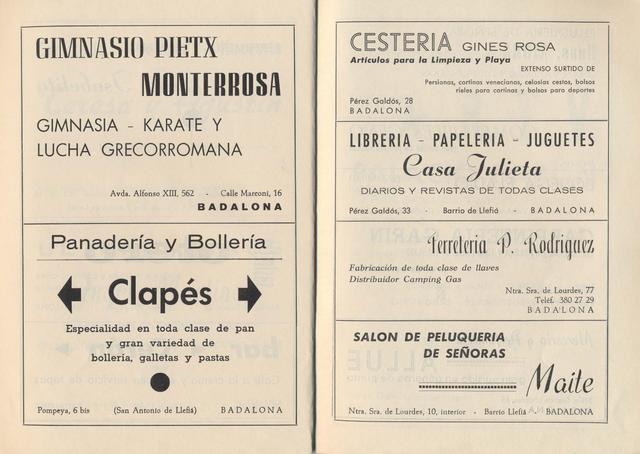 GIMNASIO PIETX
MONTERROSA
GIMNASIA - KARATE Y
LUCHA GRECORROMANA
Avda. Alfonso XIII, 562 - Calle Marconi, 16
BADALONA
Panadería y Bollería
Clapés
Especialidad en toda clase de pan
y gran variedad de
bollería, galletas y pastas
Pompeya, 6 bis (San Antonio de Llefiá) BADALONA
CESTERIA GINES ROSA
Artículos para la Limpieza y Playa
EXTENSO SURTIDO DE
Persianas, cortinas venecianas, celosias cestos, bolsos
rieles para cortinas y bolsos para deportes
Pérez Galdós, 28
BADALONA
LIBRERIA - PAPELERIA - JUGUETES
Casa Julieta
DIARIOS Y REVISTAS DE TODAS CLASES
Pérez Galdós, 33 - Barrio de Llefiá - BADALONA
Ferretería P. Rodriguez
Fabricación de toda clase de llaves
Distribuidor Camping Gas
Ntra. Sra. de Lourdes, 77
Teléf. 380 27 29
BADALONA
SALON DE PELUQUERIA
DE SEÑORAS
Maite
Ntra. Sra. de Lourdes, 10, interior - Barrio Llefiá - BADALONA